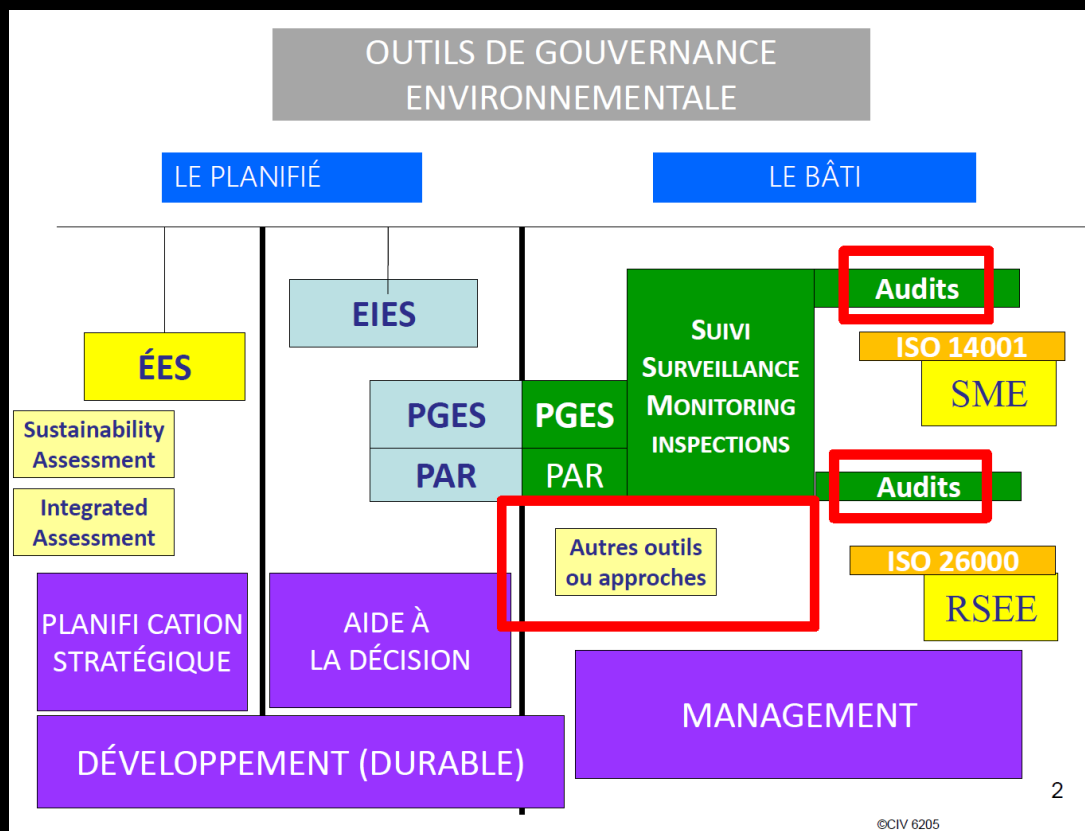 OUTILS DE GOUVERNANCE
ENVIRONNEMENTALE
LE PLANIFIÉ
LE BÂTI
ÉES
Sustainability
Assessment
Integrated
Assessment
EIES
PGES
PAR
PGES
PAR
SUIVI
SURVEILLANCE
MONITORING
INSPECTIONS
Audits
ISO 14001
SME
Audits
ISO 26000
RSEE
Autres outils
ou approches
PLANIFI CATION
STRATÉGIQUE
AIDE À
LA DÉCISION
MANAGEMENT
DÉVELOPPEMENT (DURABLE)
2
©CIV 6205